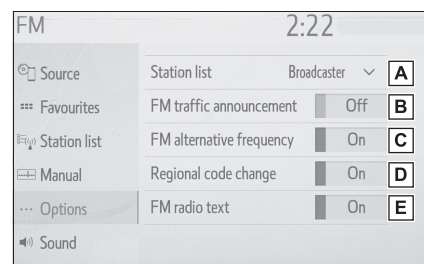 FM 2:22
Source
Favourites
Station list
Manual
Options
Sound
Station list Broadcaster A
FM traffic announcement Off B
FM alternative frequency On C
Regional code change On D
FM radio text On E